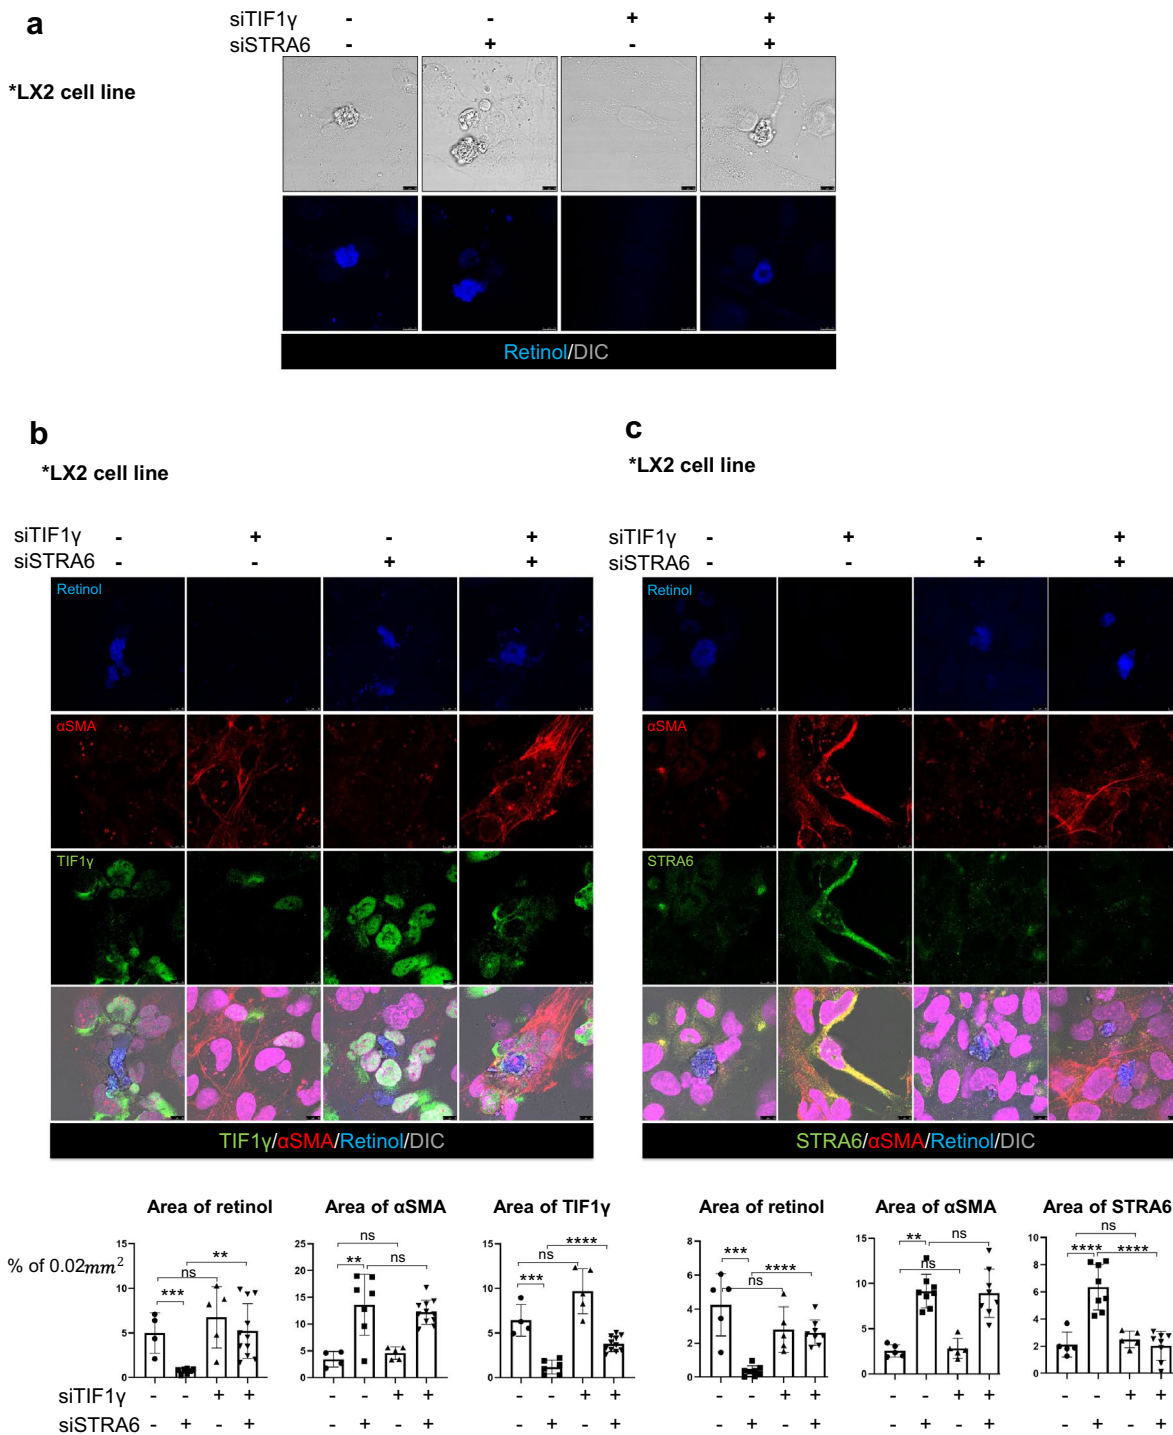 a
siTIF1γ - - + +
siSTRA6 - + - +
*LX2 cell line
Retinol/DIC
b
*LX2 cell line
siTIF1γ - + - +
siSTRA6 - - + +
Retinol
αSMA
TIF1γ
TIF1γ/αSMA/Retinol/DIC
c
*LX2 cell line
siTIF1γ - + - +
siSTRA6 - - + +
Retinol
αSMA
STRA6
STRA6/αSMA/Retinol/DIC
Area of retinol
% of 0.02mm²
15
10
5
0
**
ns
***
Area of αSMA
25
20
15
10
5
0
ns
**
ns
Area of TIF1γ
15
10
5
0
****
ns
***
Area of retinol
8
6
4
2
0
***
****
ns
Area of αSMA
15
10
5
0
**
ns
ns
Area of STRA6
10
8
6
4
2
0
ns
****
****
siTIF1γ - - + + - - + + - - + + - - + + - - + + - - + +
siSTRA6 - + - + - + - + - + - + - + - + - + - + - + - +